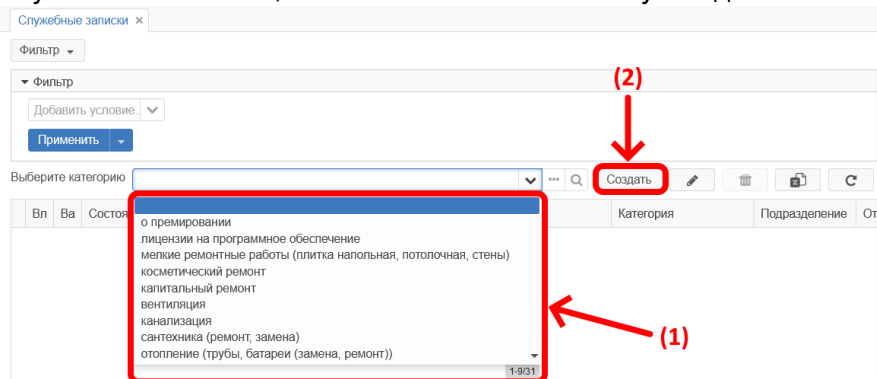 Служебные записки ×
Фильтр
Фильтр
(2)
Добавить условие..
Применить
Выберите категорию
Создать
Вл Ва Состоя Категория Подразделение От
о премировании
лицензии на программное обеспечение
мелкие ремонтные работы (плитка напольная, потолочная, стены)
косметический ремонт
капитальный ремонт
вентиляция
канализация
сантехника (ремонт, замена)
(1)
отопление (трубы, батареи (замена, ремонт))
1-9/31